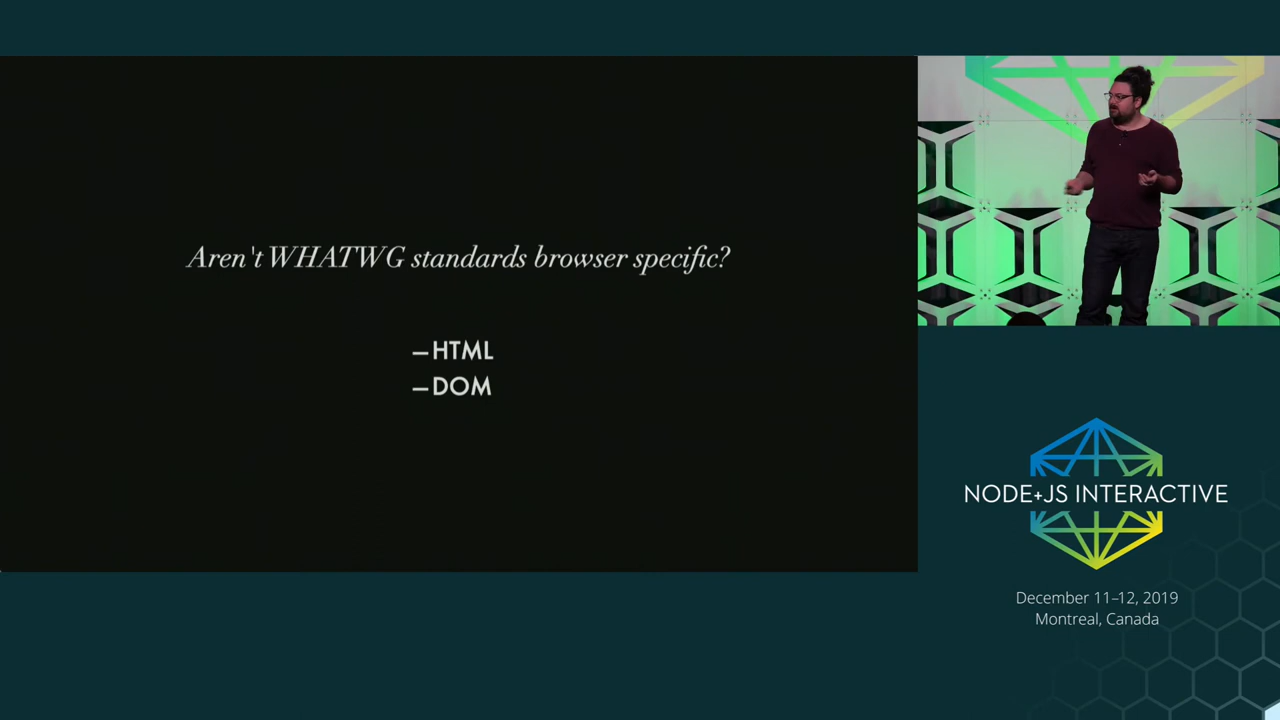 Aren't WHATWG standards browser specific?
—HTML
—DOM
NODE+JS INTERACTIVE
December 11–12, 2019
Montreal, Canada